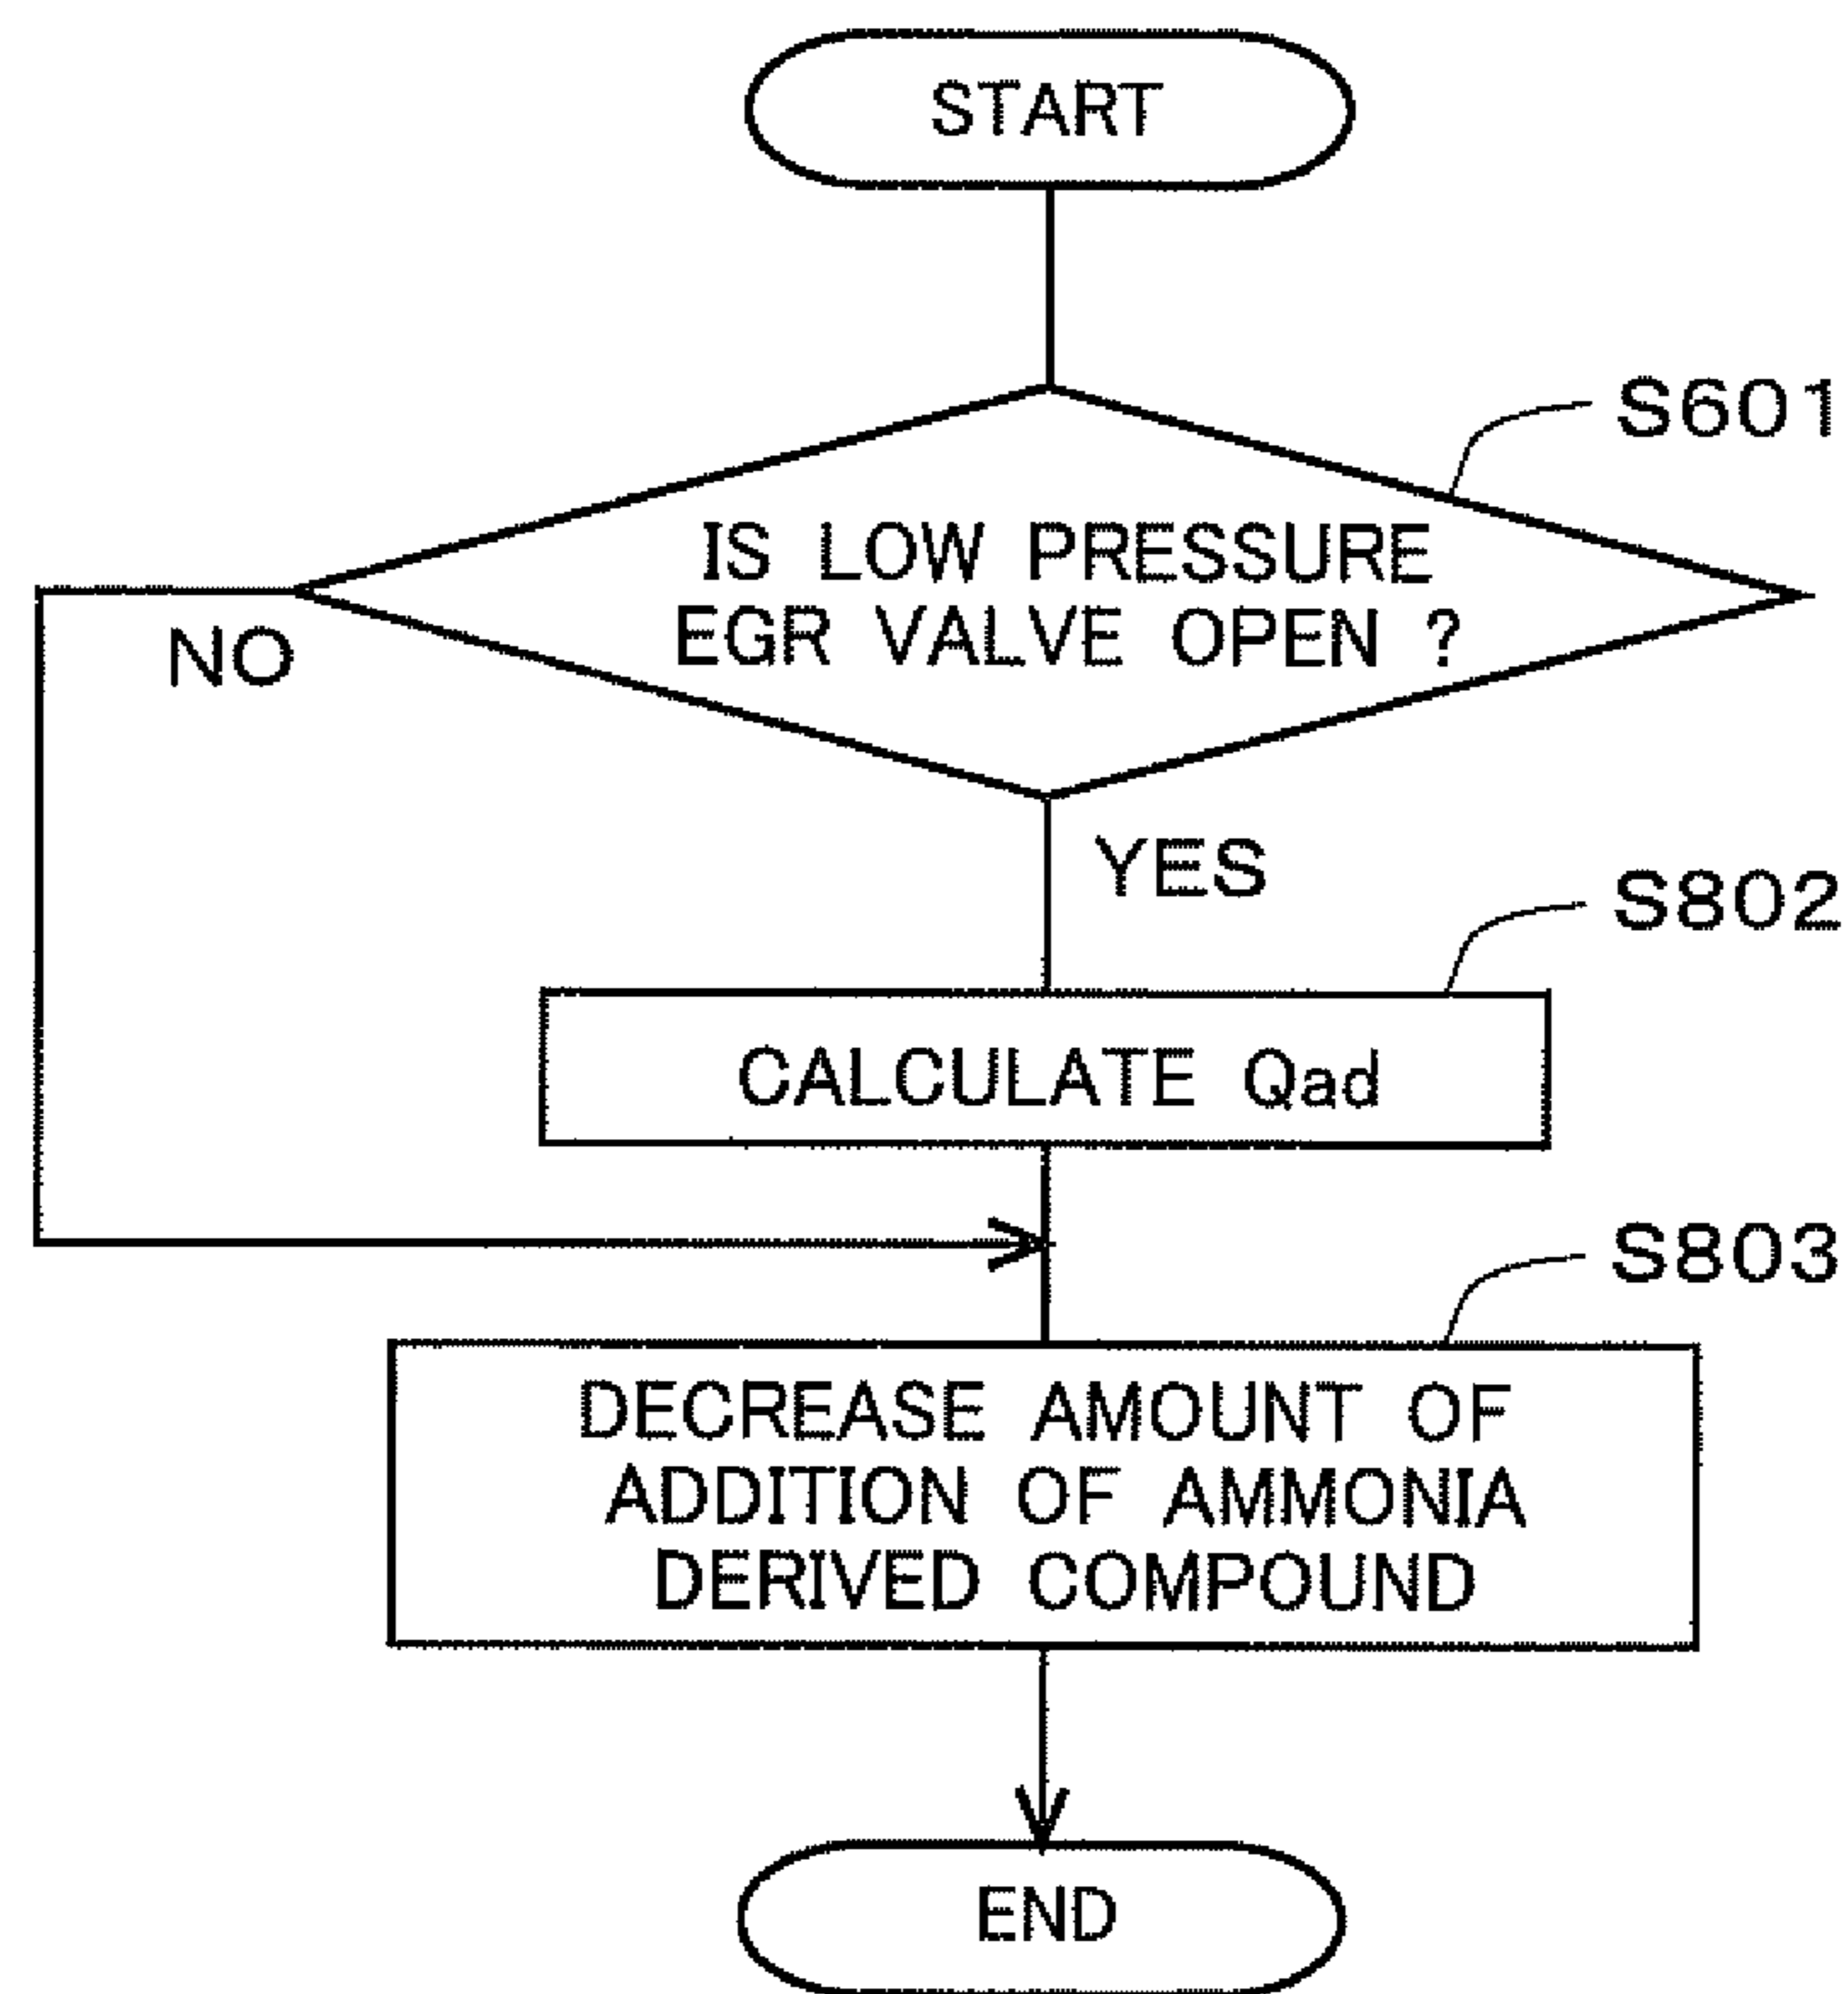 START
S601
IS LOW PRESSURE
EGR VALVE OPEN ?
NO
YES
S802
CALCULATE Qad
S803
DECREASE AMOUNT OF
ADDITION OF AMMONIA
DERIVED COMPOUND
END